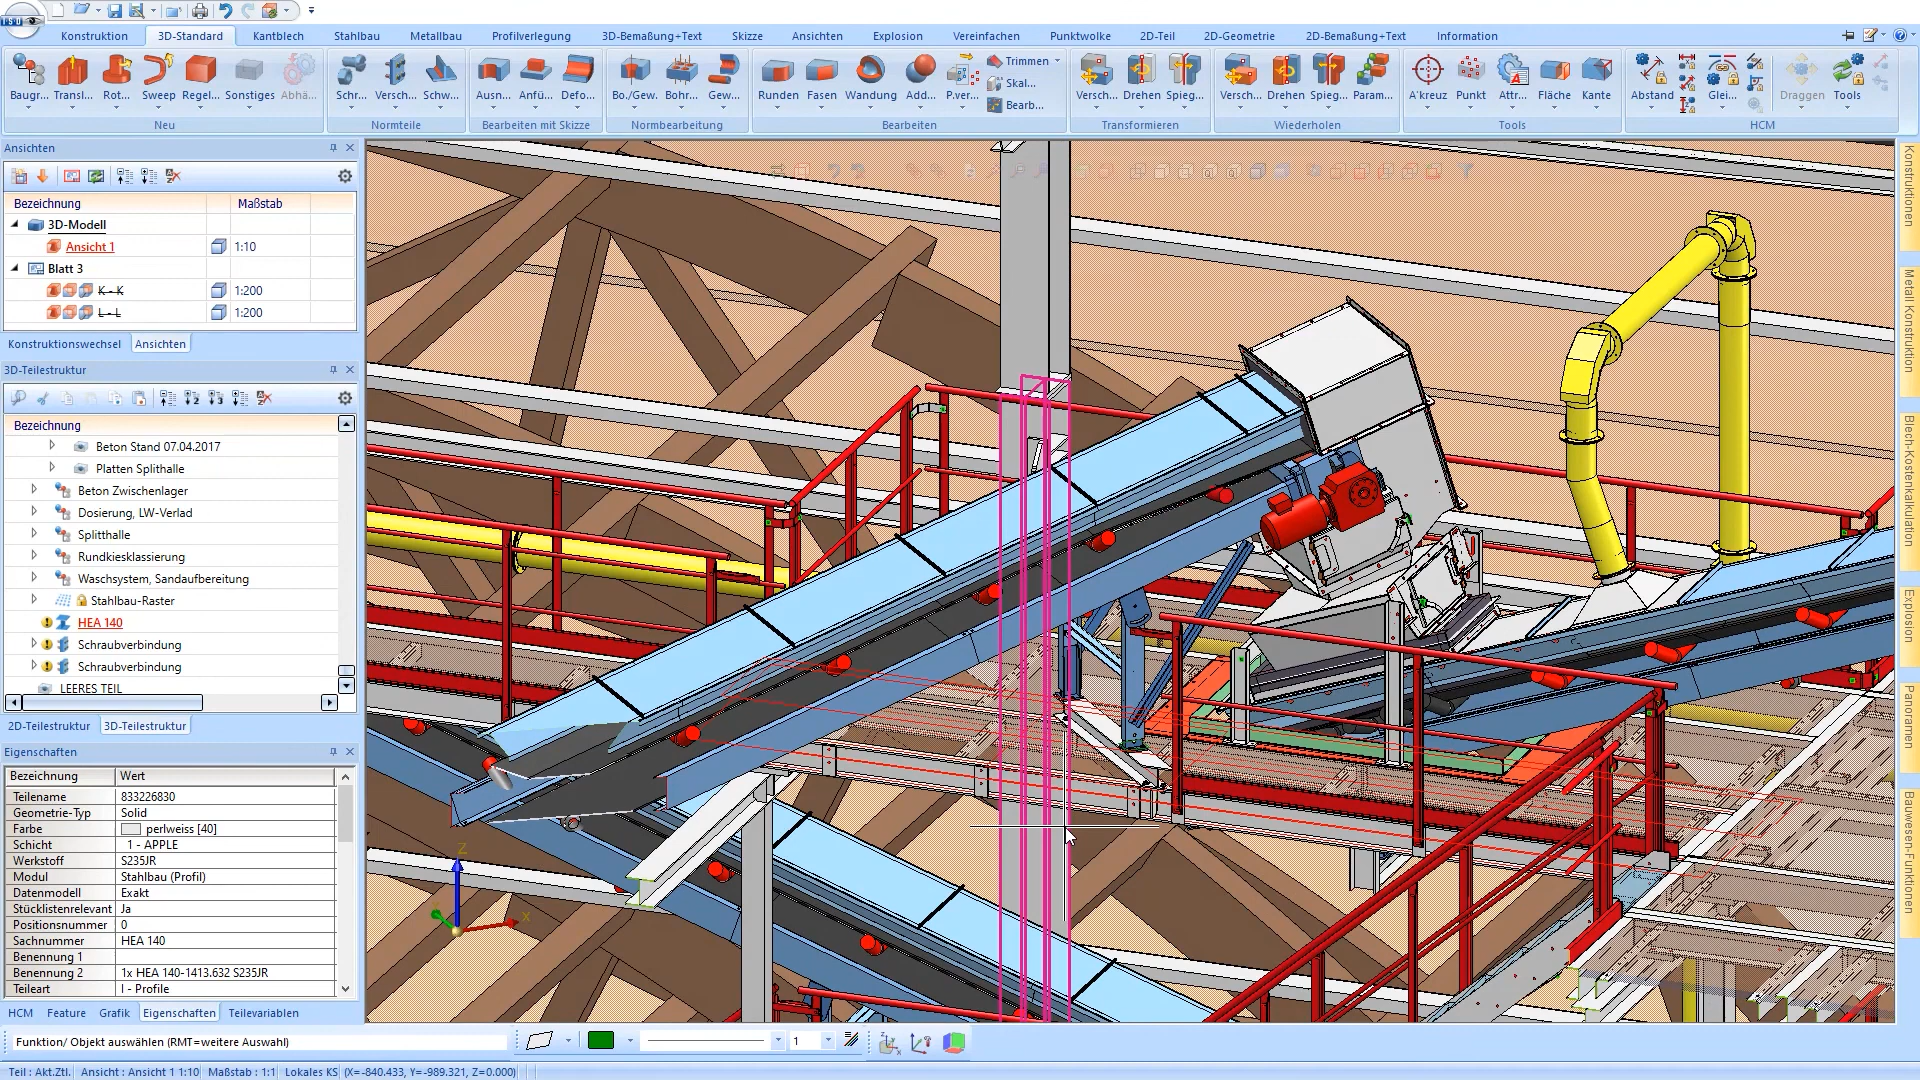 ISD
Konstruktion 3D-Standard Kantblech Stahlbau Metallbau Profilverlegung 3D-Bemaßung+Text Skizze Ansichten Explosion Vereinfachen Punktwolke 2D-Teil 2D-Geometrie 2D-Bemaßung+Text Information
Trimmen
Skal...
Bearb...
Baugr... Transl... Rot... Sweep Regel... Sonstiges Abhä... Schr... Versch... Schw... Ausn... Anfü... Defo... Bo./Gew. Bohr... Gew... Runden Fasen Wandung Add... P.ver... Versch... Drehen Spieg... Versch... Drehen Spieg... Param... A'kreuz Punkt Attr... Fläche Kante Abstand Glei... Draggen Tools
Neu Normteile Bearbeiten mit Skizze Normbearbeitung Bearbeiten Transformieren Wiederholen Tools HCM
Ansichten
Bezeichnung Maßstab
3D-Modell
Ansicht 1 1:10
Blatt 3
K - K 1:200
L - L 1:200
Konstruktionswechsel Ansichten
3D-Teilestruktur
Bezeichnung
Beton Stand 07.04.2017
Platten Splithalle
Beton Zwischenlager
Dosierung, LW-Verlad
Splitthalle
Rundkiesklassierung
Waschsystem, Sandaufbereitung
Stahlbau-Raster
HEA 140
Schraubverbindung
Schraubverbindung
LEERES TEIL
2D-Teilestruktur 3D-Teilestruktur
Eigenschaften
Bezeichnung Wert
Teilename 833226830
Geometrie-Typ Solid
Farbe perlweiss [40]
Schicht 1 - APPLE
Werkstoff S235JR
Modul Stahlbau (Profil)
Datenmodell Exakt
Stücklistenrelevant Ja
Positionsnummer 0
Sachnummer HEA 140
Benennung 1
Benennung 2 1x HEA 140-1413.632 S235JR
Teileart I - Profile
HCM Feature Grafik Eigenschaften Teilevariablen
Z
X
Konstruktionen
Metall Konstruktion
Blech-Kostenkalkulation
Explosion
Panoramen
Bauwesen-Funktionen
Funktion/ Objekt auswählen (RMT=weitere Auswahl)
1
Teil : Akt.Ztl. Ansicht : Ansicht 1 1:10 Maßstab : 1:1 Lokales KS (X=-840.433, Y=-989.321, Z=0.000)